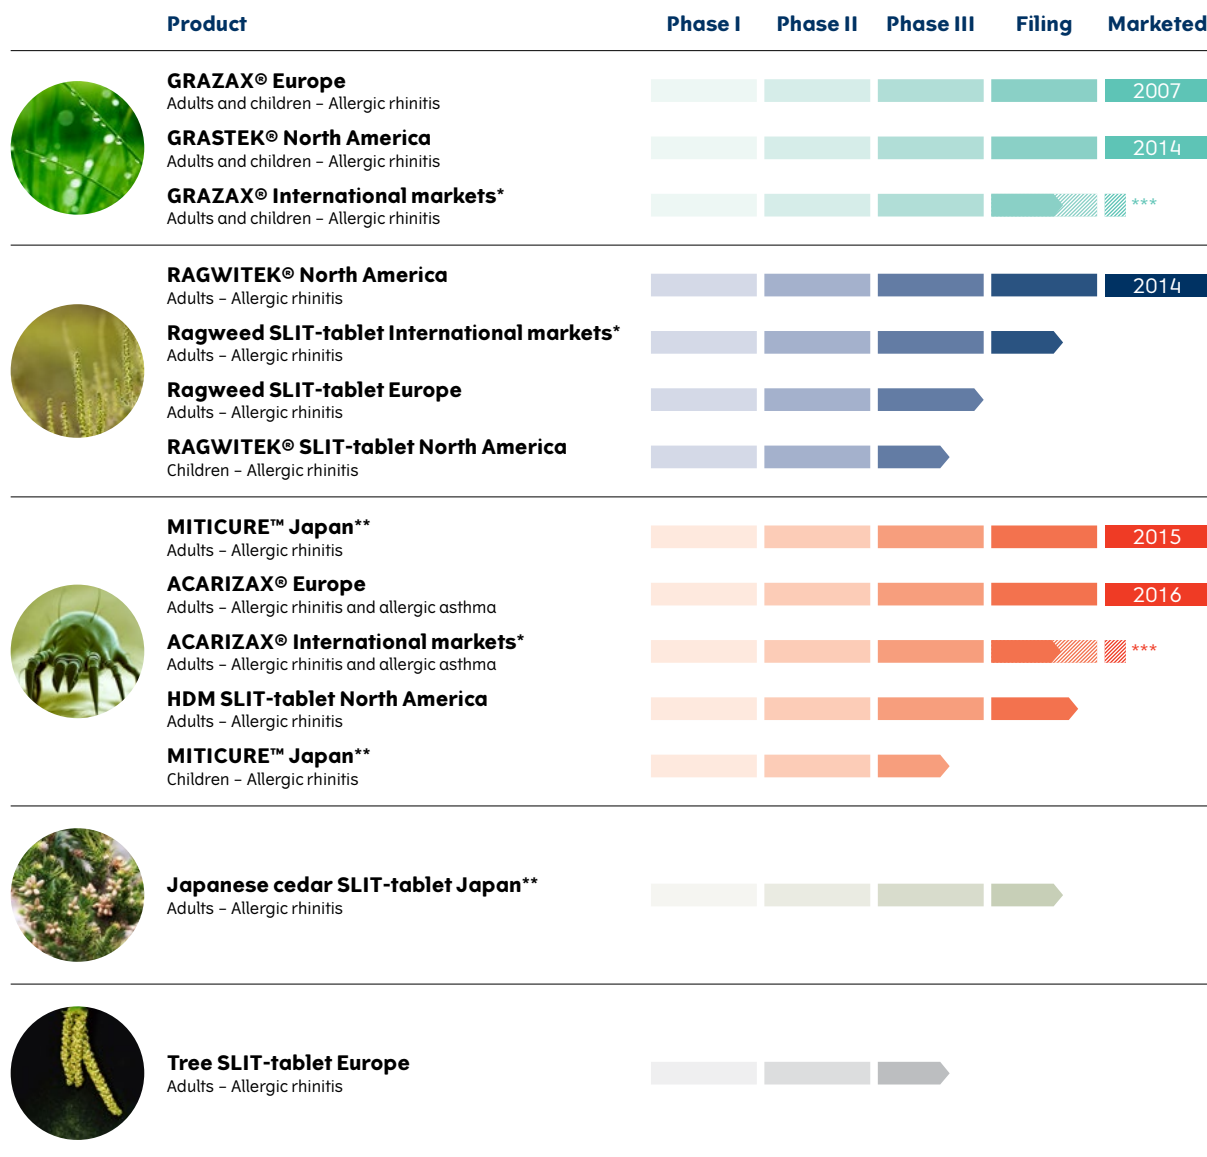 Product Phase I Phase II Phase III Filing Marketed
GRAZAX® Europe
Adults and children – Allergic rhinitis
2007
GRASTEK® North America
Adults and children – Allergic rhinitis
2014
GRAZAX® International markets*
Adults and children – Allergic rhinitis
***
RAGWITEK® North America
Adults – Allergic rhinitis
2014
Ragweed SLIT-tablet International markets*
Adults – Allergic rhinitis
Ragweed SLIT-tablet Europe
Adults – Allergic rhinitis
RAGWITEK® SLIT-tablet North America
Children – Allergic rhinitis
MITICURE™ Japan**
Adults – Allergic rhinitis
2015
ACARIZAX® Europe
Adults – Allergic rhinitis and allergic asthma
2016
ACARIZAX® International markets*
Adults – Allergic rhinitis and allergic asthma
***
HDM SLIT-tablet North America
Adults – Allergic rhinitis
MITICURE™ Japan**
Children – Allergic rhinitis
Japanese cedar SLIT-tablet Japan**
Adults – Allergic rhinitis
Tree SLIT-tablet Europe
Adults – Allergic rhinitis